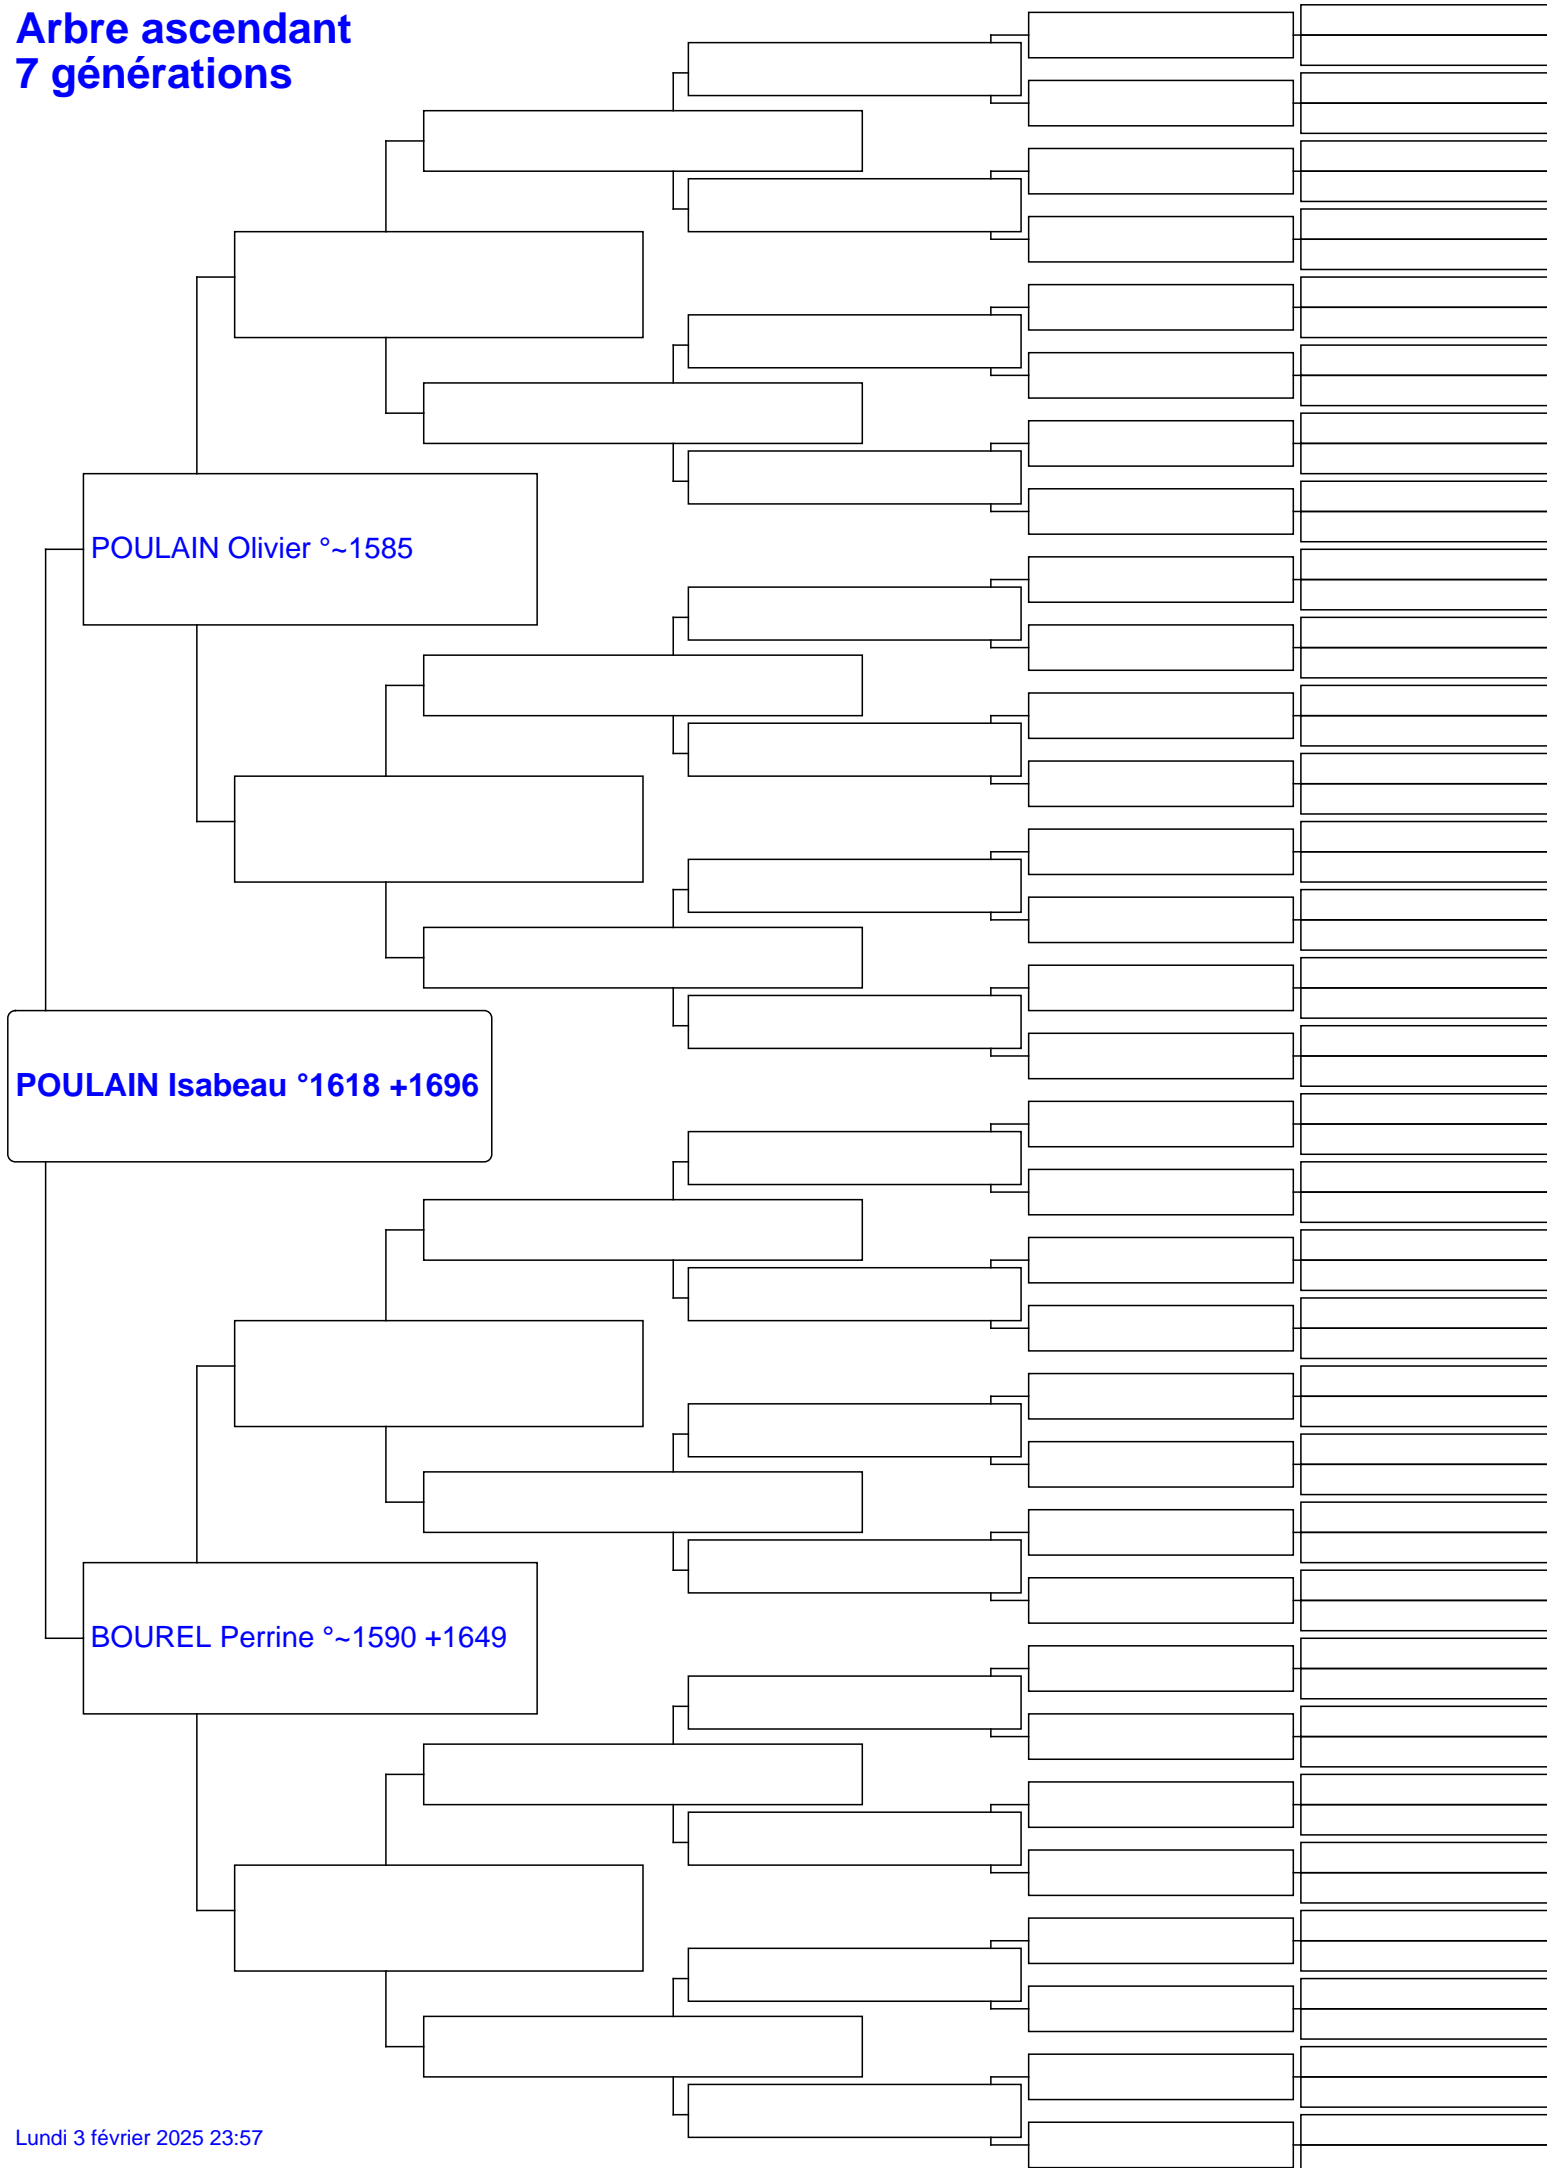 Arbre ascendant
7 générations
POULAIN Olivier °~1585
POULAIN Isabeau °1618 +1696
BOUREL Perrine °~1590 +1649
Lundi 3 février 2025 23:57